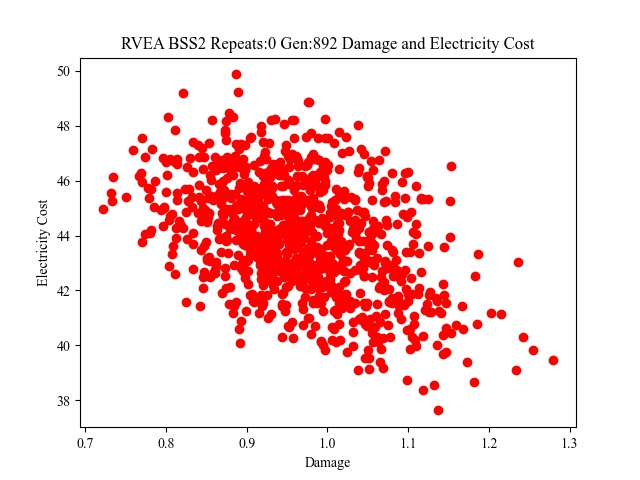 RVEA BSS2 Repeats:0 Gen:892 Damage and Electricity Cost
50
48
46
44
42
40
38
Electricity Cost
0.7 0.8 0.9 1.0 1.1 1.2 1.3
Damage